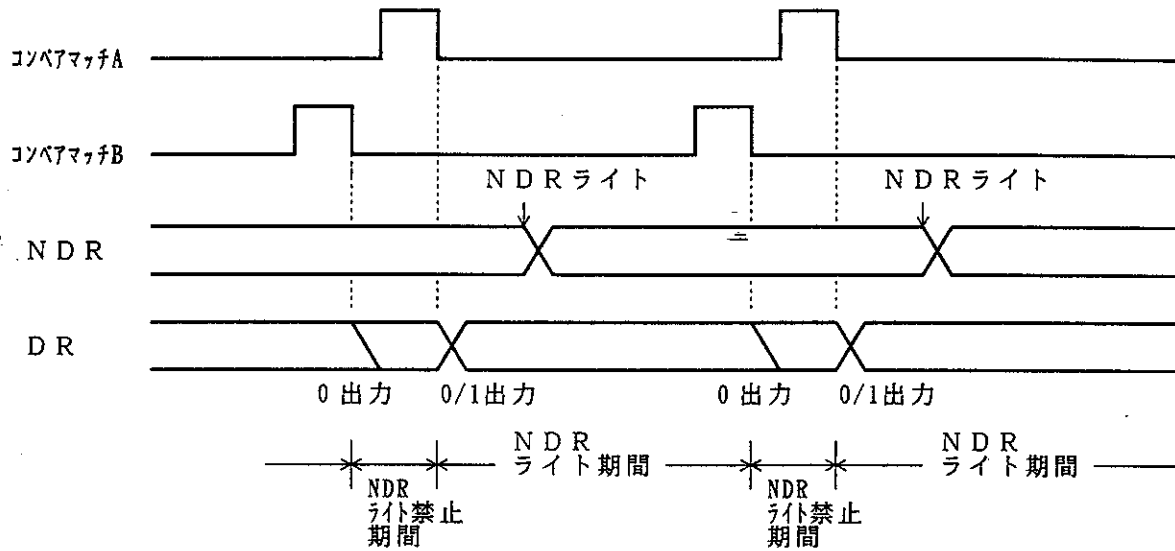 コンペアマッチA
コンペアマッチB
NDRライト
NDRライト
NDR
DR
0出力
0/1出力
0出力
0/1出力
NDR
ライト期間
NDR
ライト期間
NDR
ライト禁止
期間
NDR
ライト禁止
期間